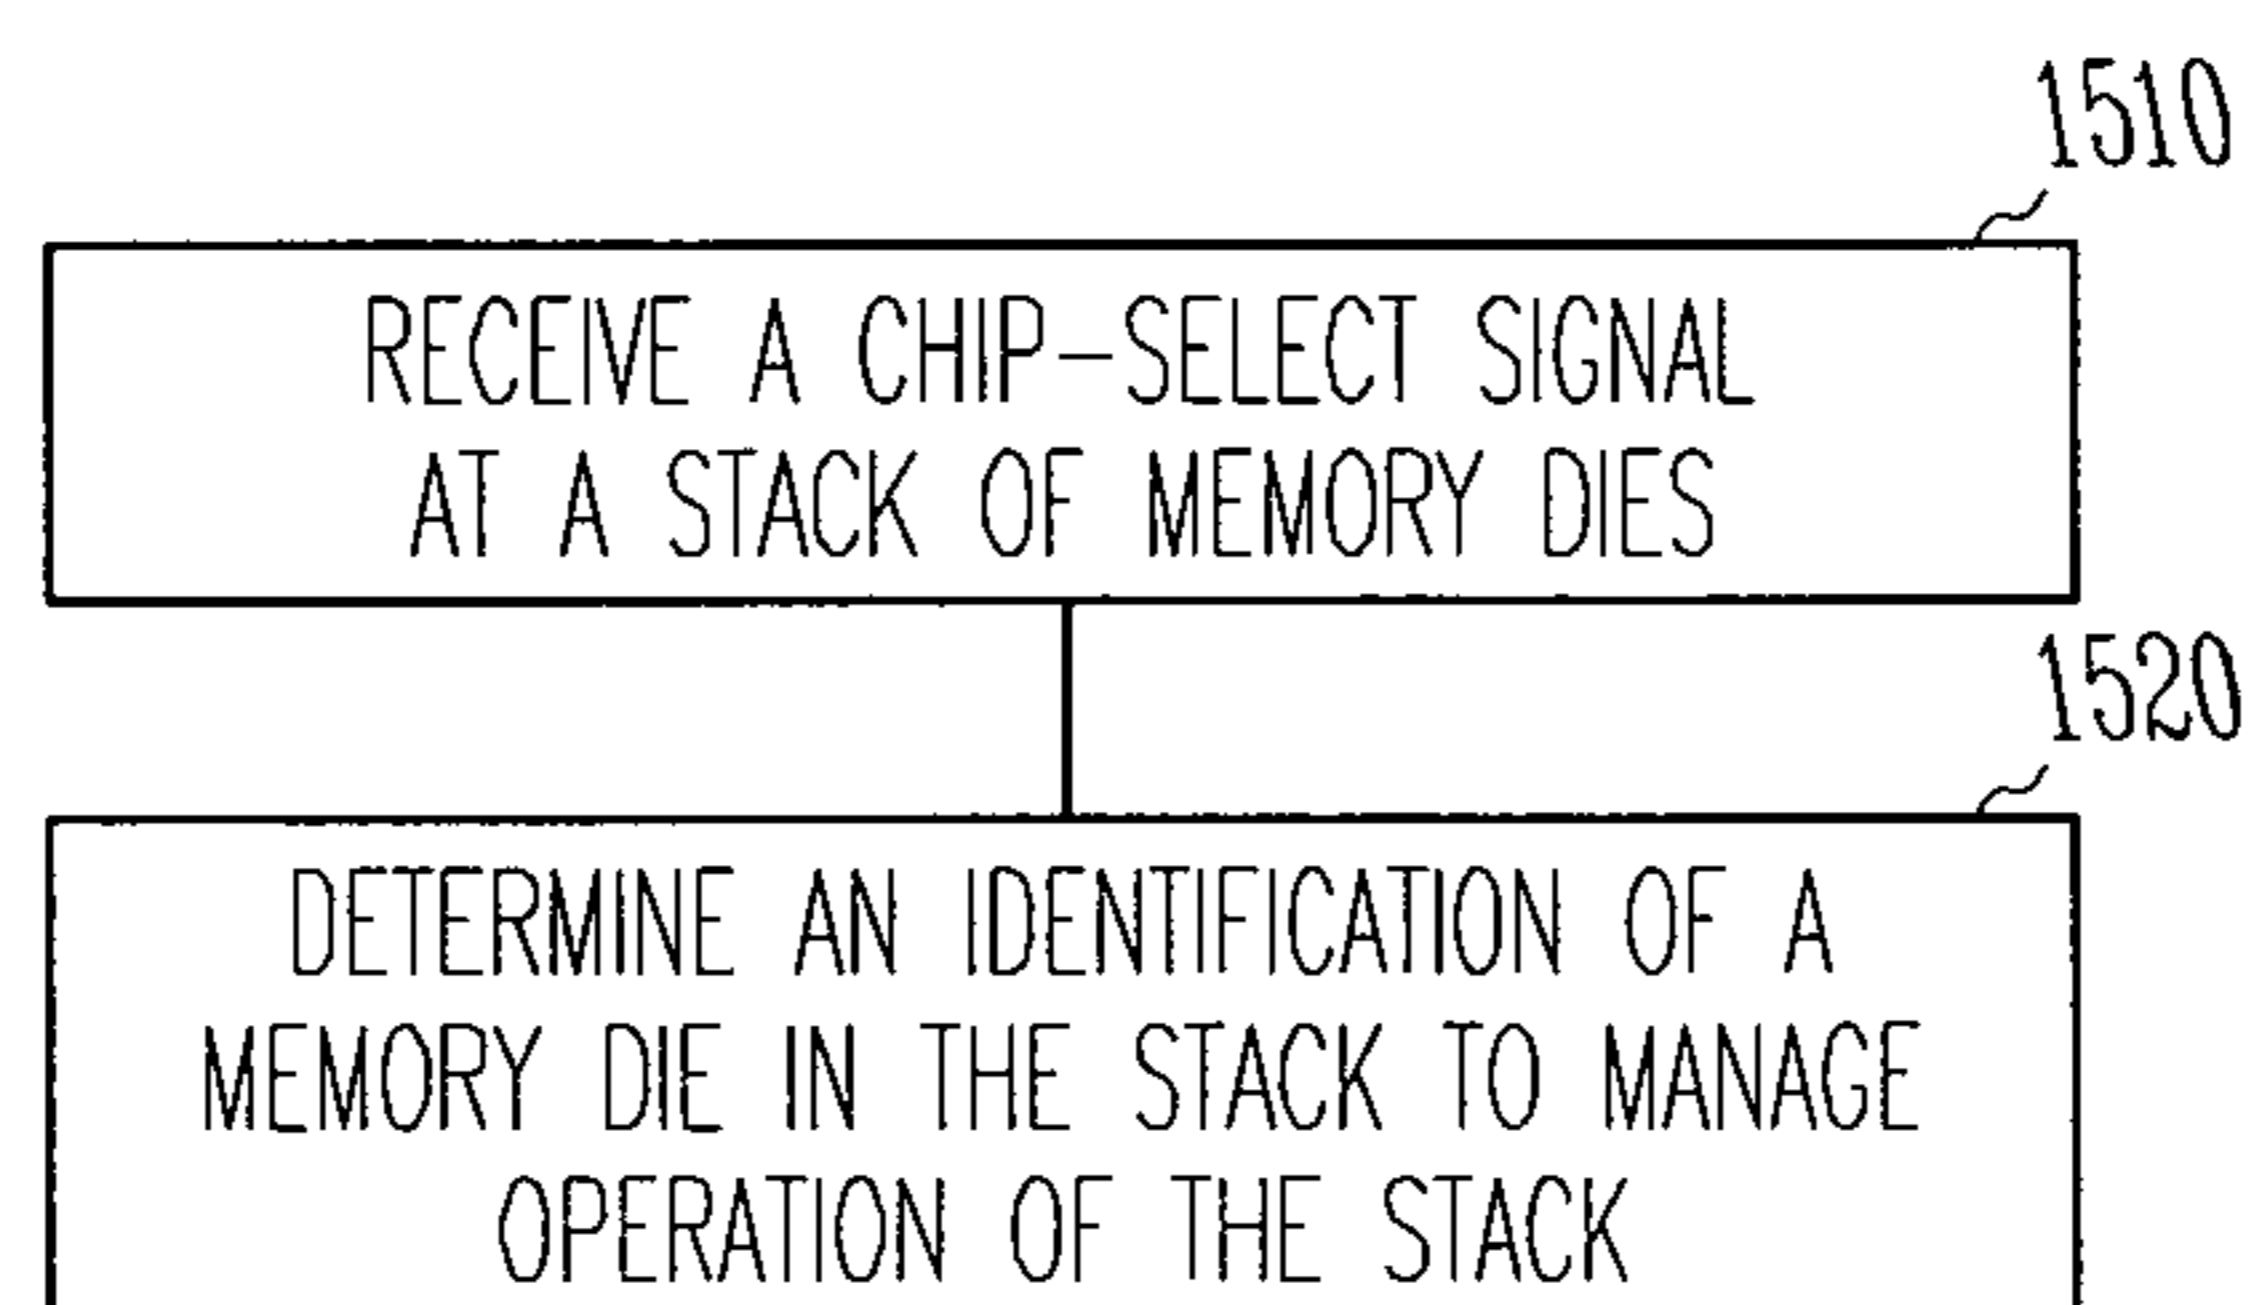 1510
RECEIVE A CHIP-SELECT SIGNAL
AT A STACK OF MEMORY DIES
1520
DETERMINE AN IDENTIFICATION OF A
MEMORY DIE IN THE STACK TO MANAGE
OPERATION OF THE STACK